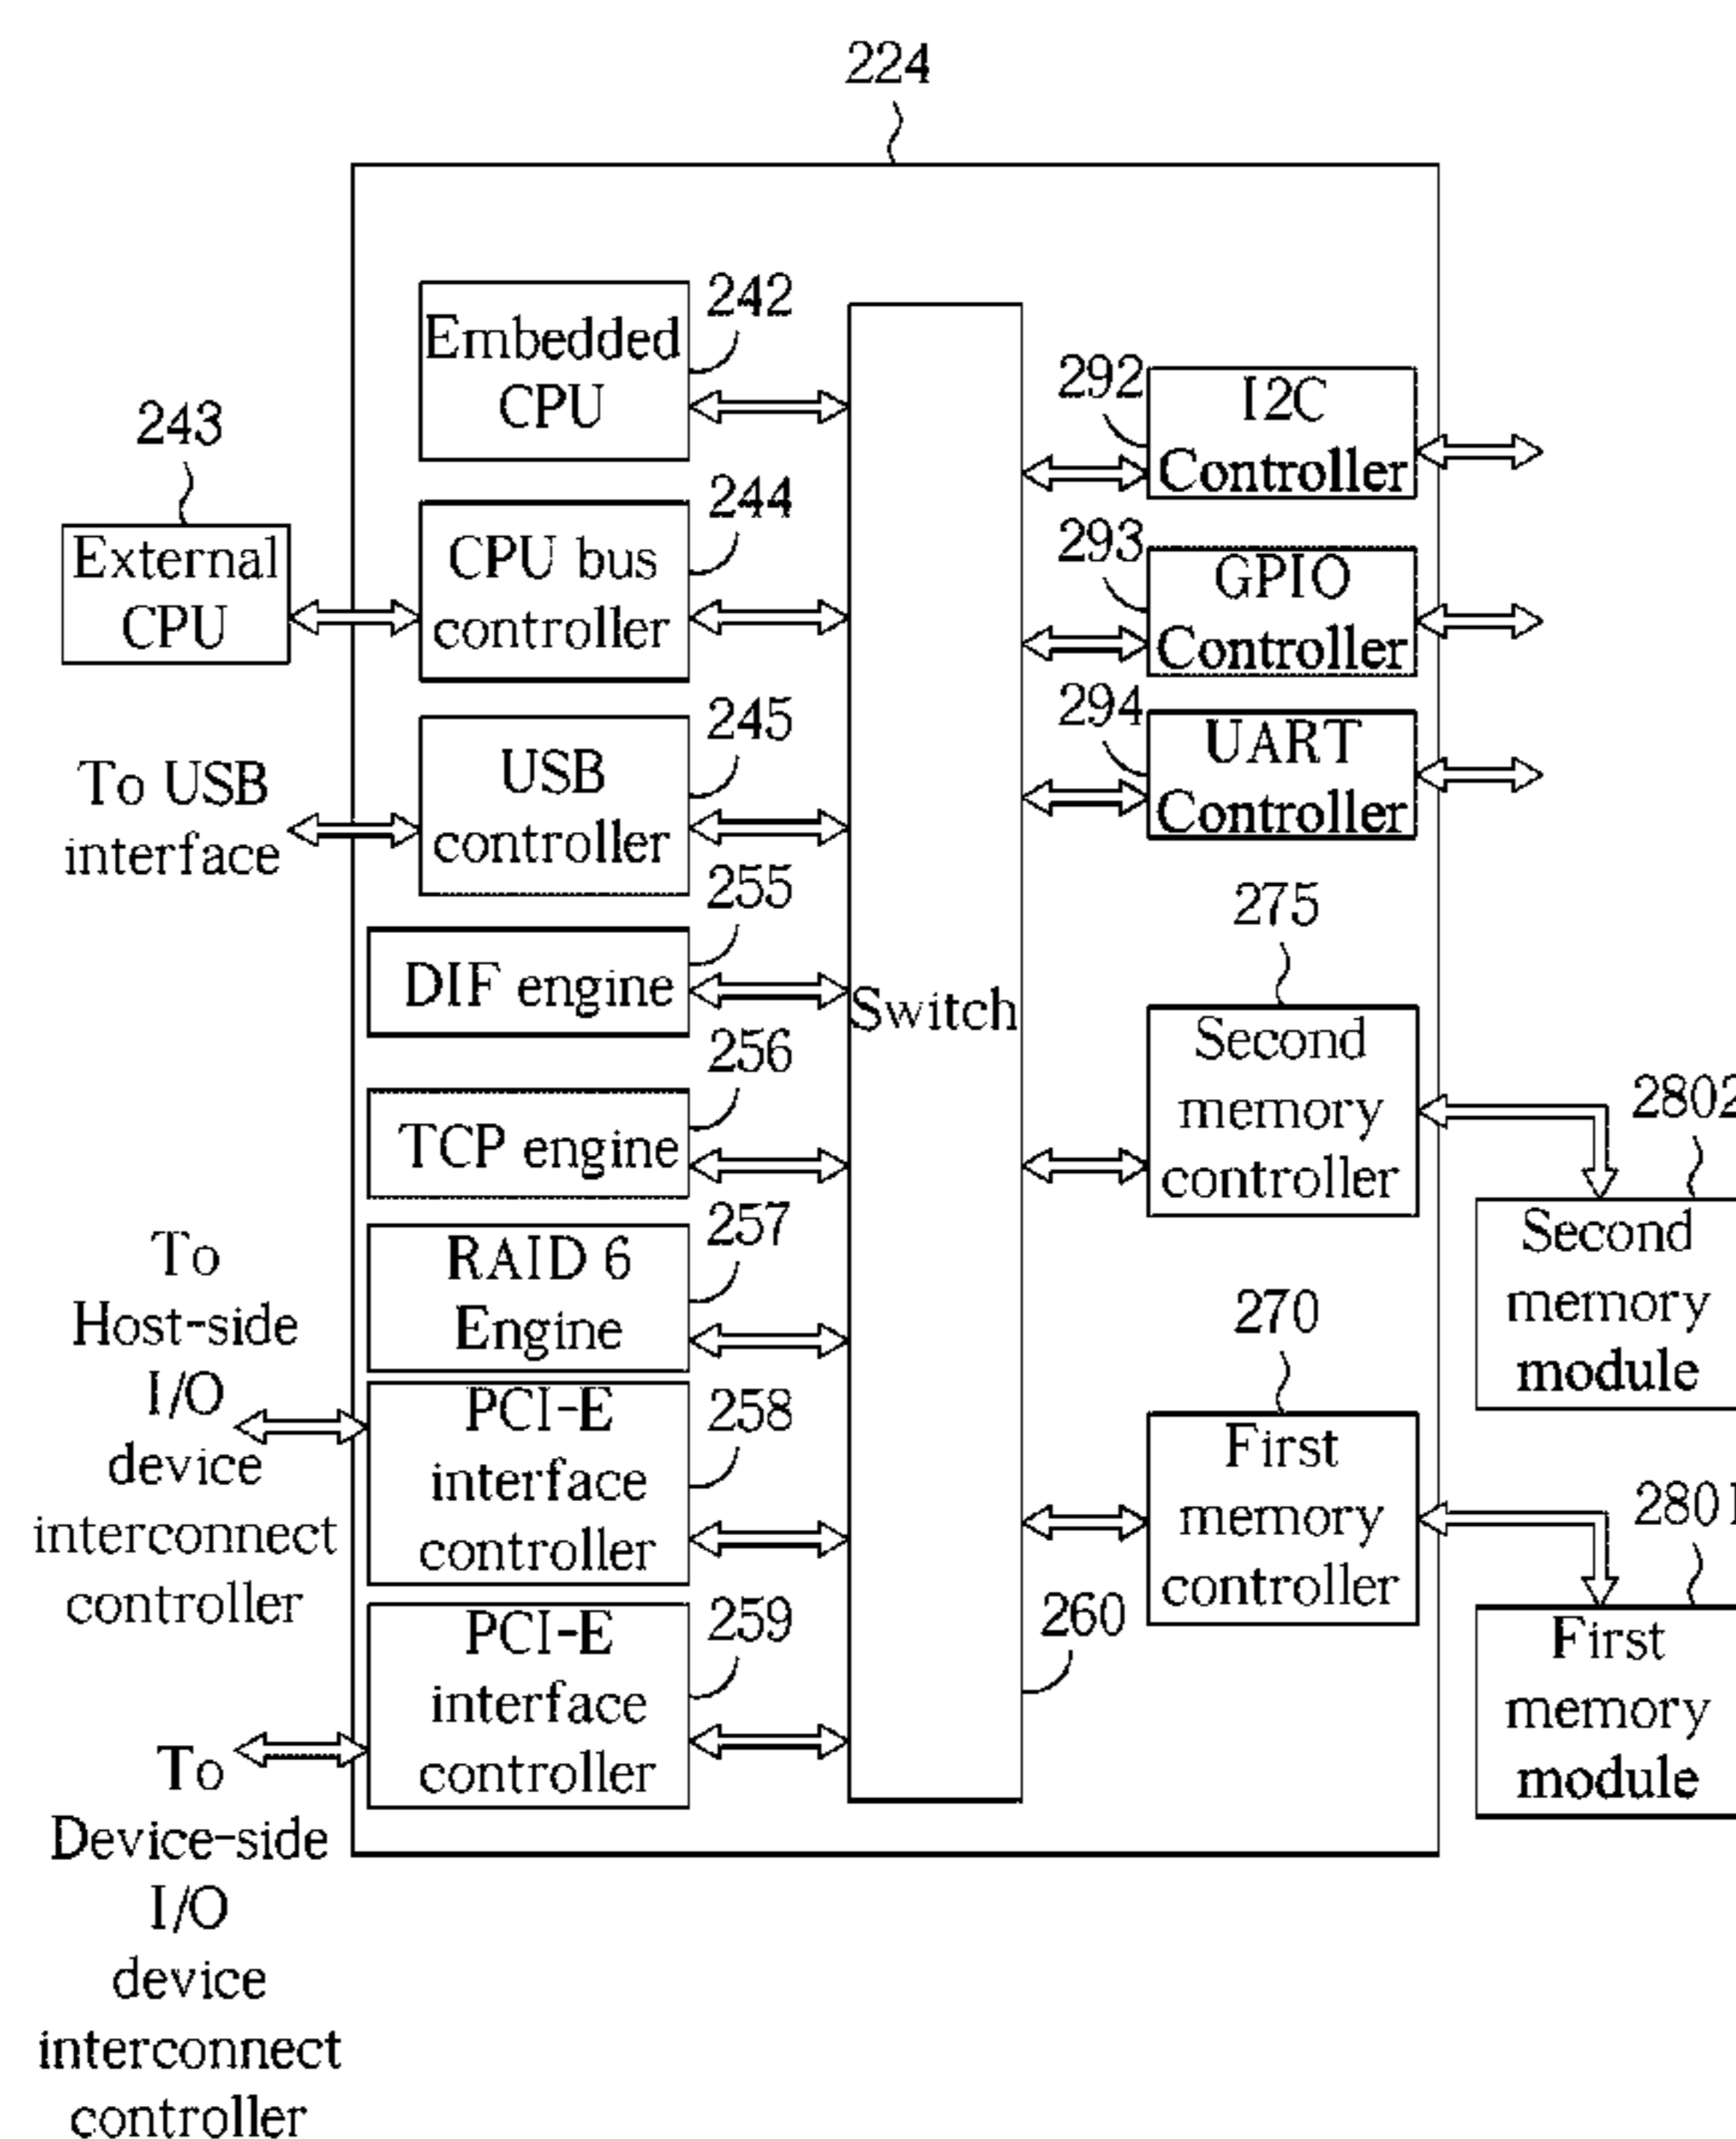 224
242
Embedded
CPU
243
External
CPU
244
CPU bus
controller
245
To USB
interface
USB
controller
255
DIF engine
256
TCP engine
257
RAID 6
Engine
To
Host-side
I/O
device
interconnect
controller
258
PCI-E
interface
controller
259
PCI-E
interface
controller
To
Device-side
I/O
device
interconnect
controller
Switch
260
292
I2C
Controller
293
GPIO
Controller
294
UART
Controller
275
Second
memory
controller
2802
Second
memory
module
270
First
memory
controller
2801
First
memory
module